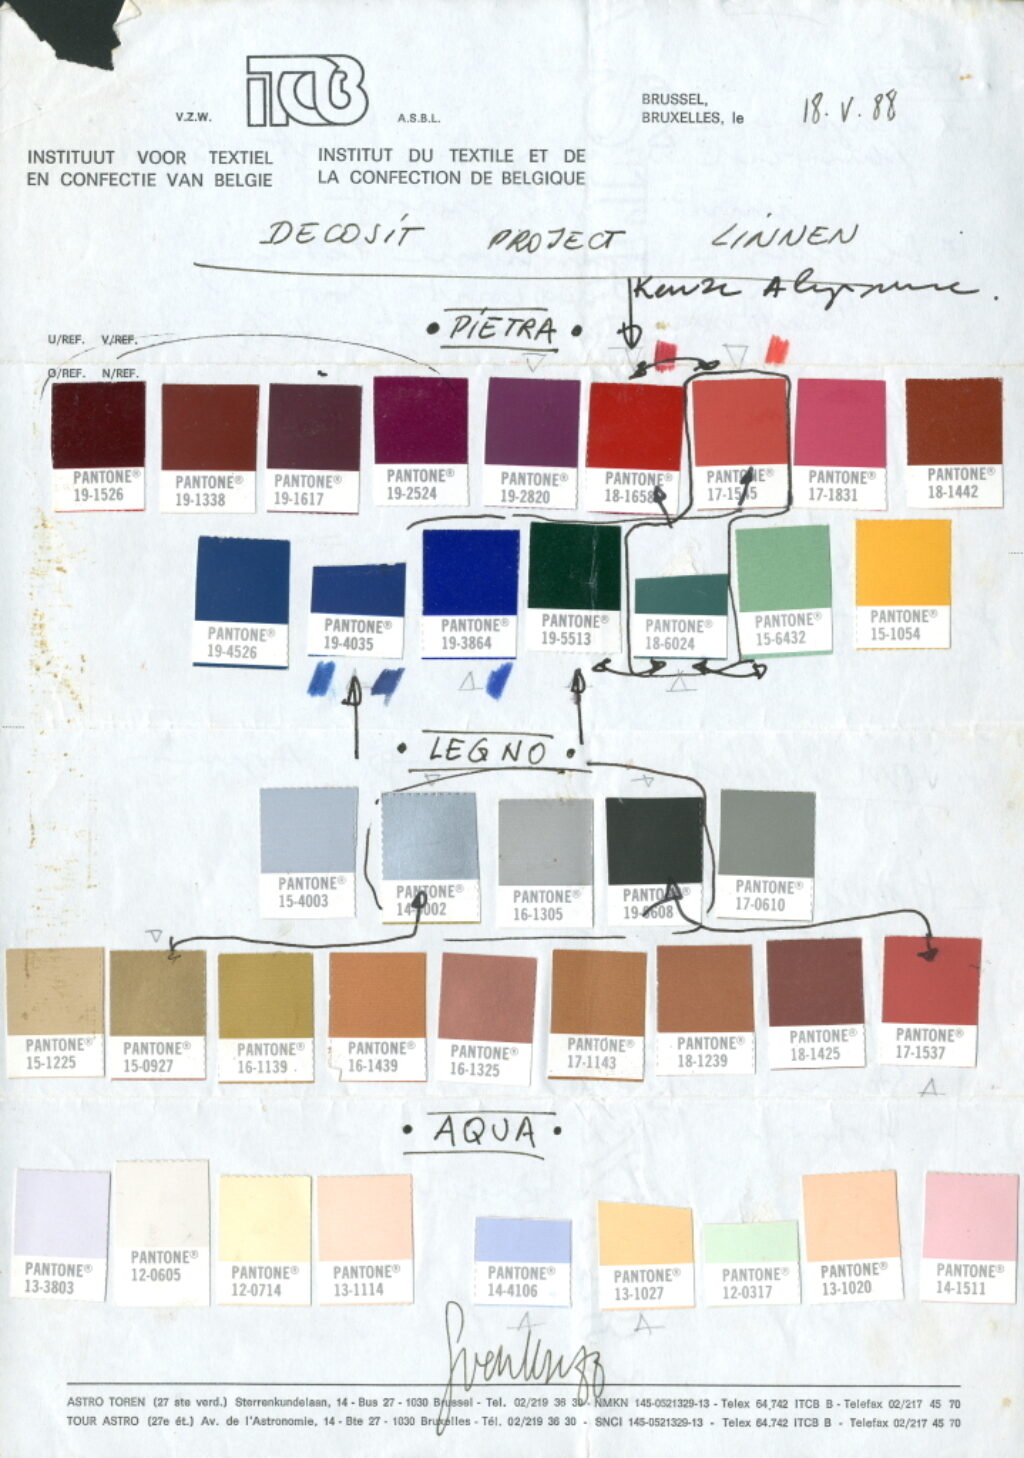 V.Z.W. ITCB A.S.B.L.
BRUSSEL,
BRUXELLES, le 18. V. 88
INSTITUUT VOOR TEXTIEL
EN CONFECTIE VAN BELGIE
INSTITUT DU TEXTILE ET DE
LA CONFECTION DE BELGIQUE
DECOSIT PROJECT LINNEN
Keuze
• PIETRA •
U/REF. V/REF.
O/REF. N/REF.
PANTONE® 19-1526
PANTONE® 19-1338
PANTONE® 19-1617
PANTONE® 19-2524
PANTONE® 19-2820
PANTONE® 18-1658
PANTONE® 17-1545
PANTONE® 17-1831
PANTONE® 18-1442
PANTONE® 19-4526
PANTONE® 19-4035
PANTONE® 19-3864
PANTONE® 19-5513
PANTONE® 18-6024
PANTONE® 15-6432
PANTONE® 15-1054
• LEGNO •
PANTONE® 15-4003
PANTONE® 14-5002
PANTONE® 16-1305
PANTONE® 19-0608
PANTONE® 17-0610
PANTONE® 15-1225
PANTONE® 15-0927
PANTONE® 16-1139
PANTONE® 16-1439
PANTONE® 16-1325
PANTONE® 17-1143
PANTONE® 18-1239
PANTONE® 18-1425
PANTONE® 17-1537
• AQUA •
PANTONE® 13-3803
PANTONE® 12-0605
PANTONE® 12-0714
PANTONE® 13-1114
PANTONE® 14-4106
PANTONE® 13-1027
PANTONE® 12-0317
PANTONE® 13-1020
PANTONE® 14-1511
ASTRO TOREN (27 ste verd.) Sterrenkundelaan, 14 - Bus 27 - 1030 Brussel - Tel. 02/219 36 30 - NMKN 145-0521329-13 - Telex 64.742 ITCB B - Telefax 02/217 45 70
TOUR ASTRO (27e ét.) Av. de l'Astronomie, 14 - Bte 27 - 1030 Bruxelles - Tél. 02/219 36 30 - SNCI 145-0521329-13 - Telex 64.742 ITCB B - Telefax 02/217 45 70